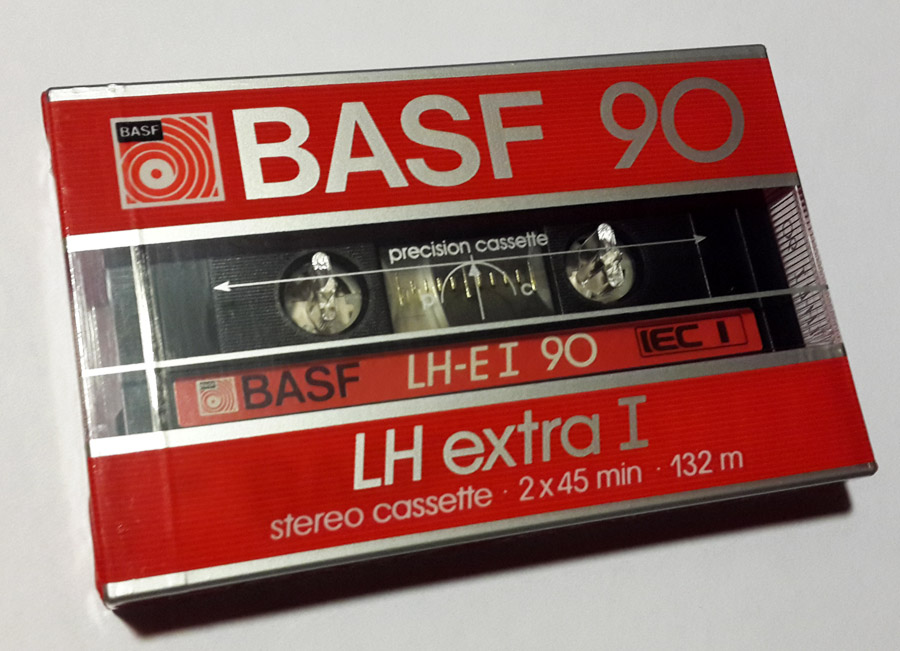 BASF
BASF 90
precision cassette
BASF LH-E I 90 IEC I
LH extra I
stereo cassette · 2 x 45 min · 132 m